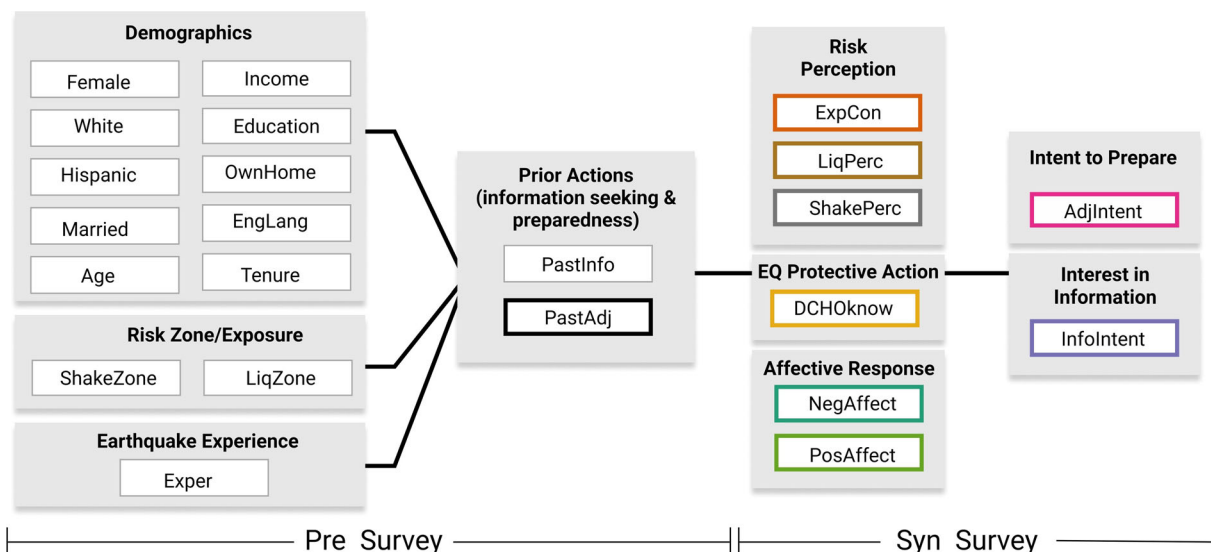 Demographics
Female
Income
White
Education
Hispanic
OwnHome
Married
EngLang
Age
Tenure
Risk Zone/Exposure
ShakeZone
LiqZone
Earthquake Experience
Exper
Prior Actions
(information seeking &
preparedness)
PastInfo
PastAdj
Risk
Perception
ExpCon
LiqPerc
ShakePerc
EQ Protective Action
DCHOknow
Affective Response
NegAffect
PosAffect
Intent to Prepare
AdjIntent
Interest in
Information
InfoIntent
Pre Survey
Syn Survey